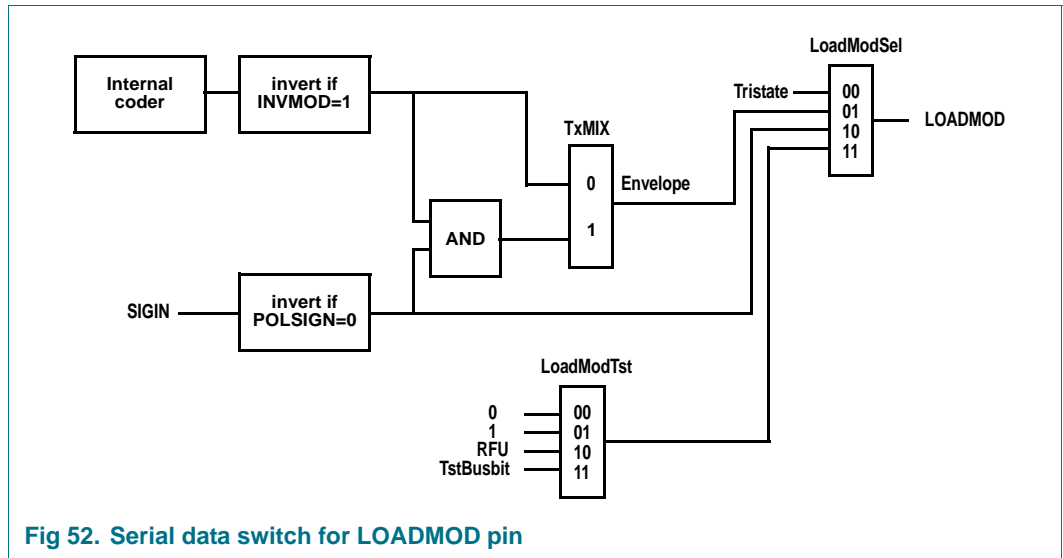 LoadModSel
Internal
coder
invert if
INVMOD=1
Tristate
00
01
10
11
LOADMOD
TxMIX
0
1
Envelope
AND
SIGIN
invert if
POLSIGN=0
LoadModTst
0
1
RFU
TstBusbit
00
01
10
11
Fig 52. Serial data switch for LOADMOD pin